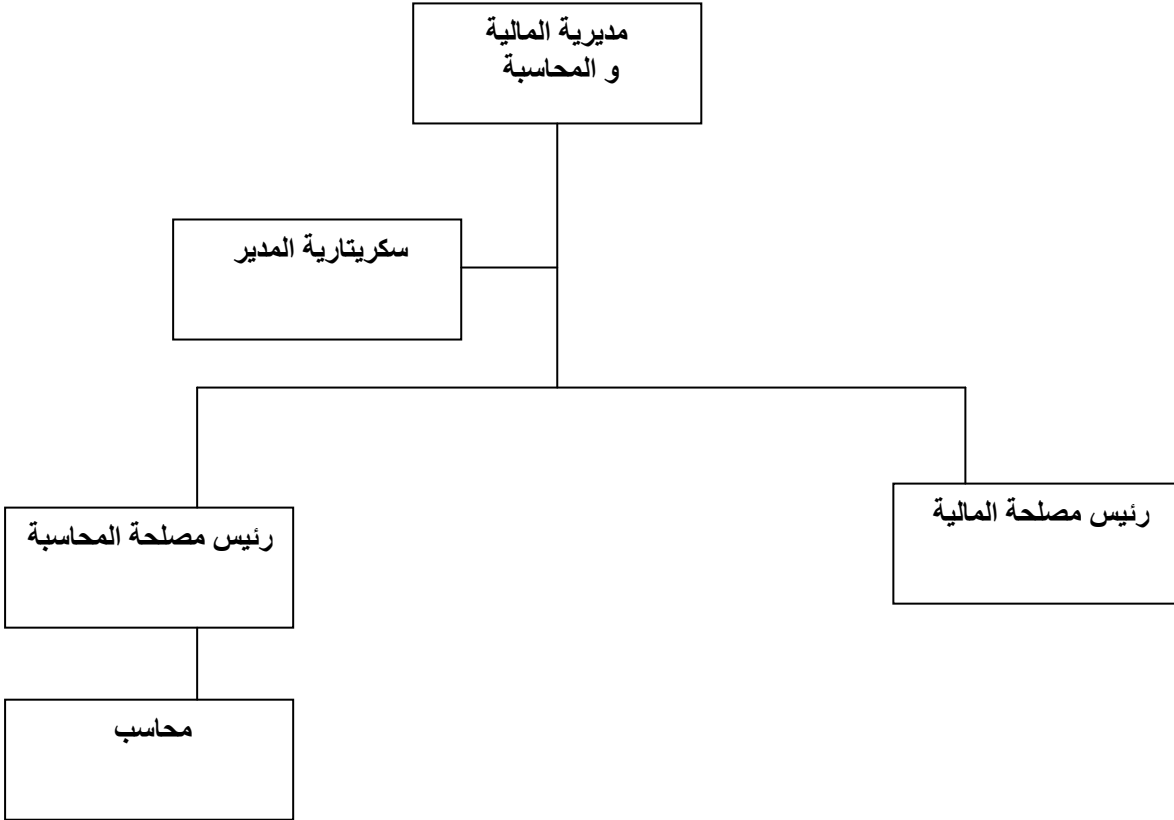 مديرية المالية
و المحاسبة
سكريتارية المدير
رئيس مصلحة المالية
رئيس مصلحة المحاسبة
محاسب